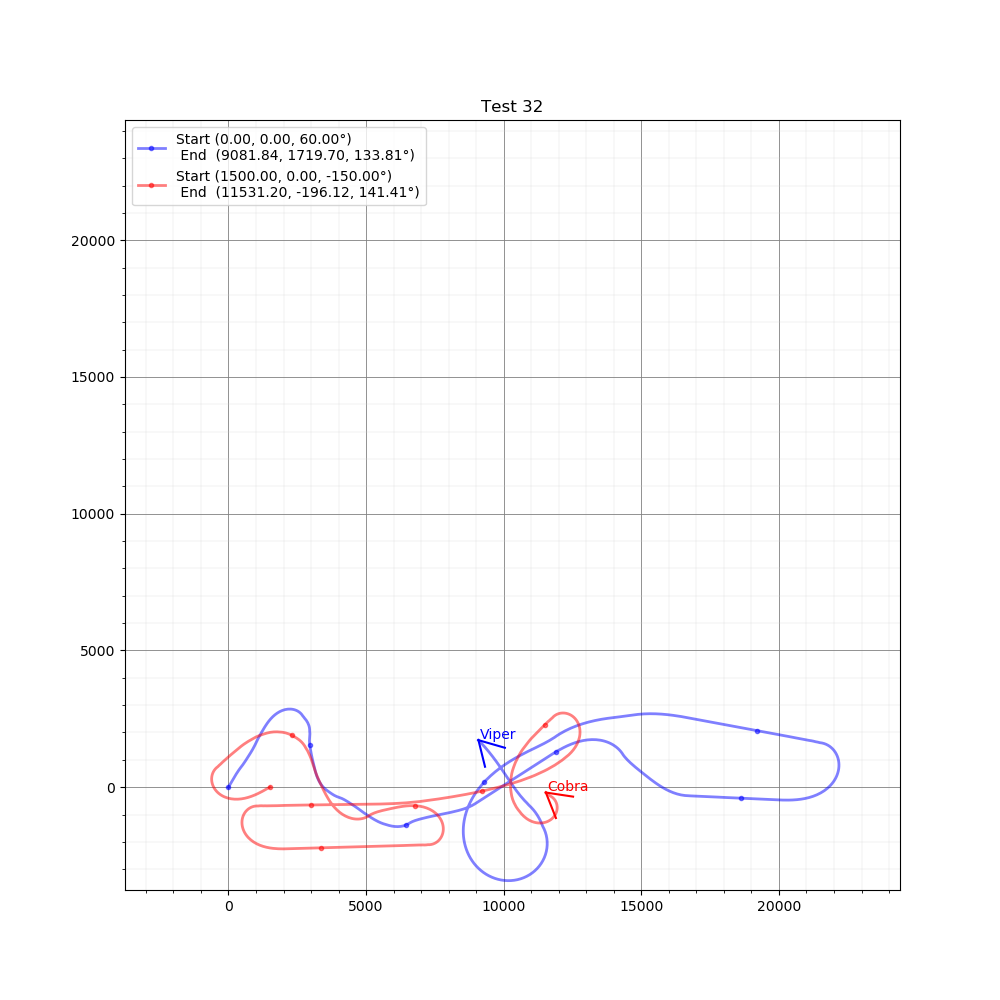 Test 32
Start (0.00, 0.00, 60.00°)
End (9081.84, 1719.70, 133.81°)
Start (1500.00, 0.00, -150.00°)
End (11531.20, -196.12, 141.41°)
20000
15000
10000
5000
0
Viper
Cobra
0 5000 10000 15000 20000